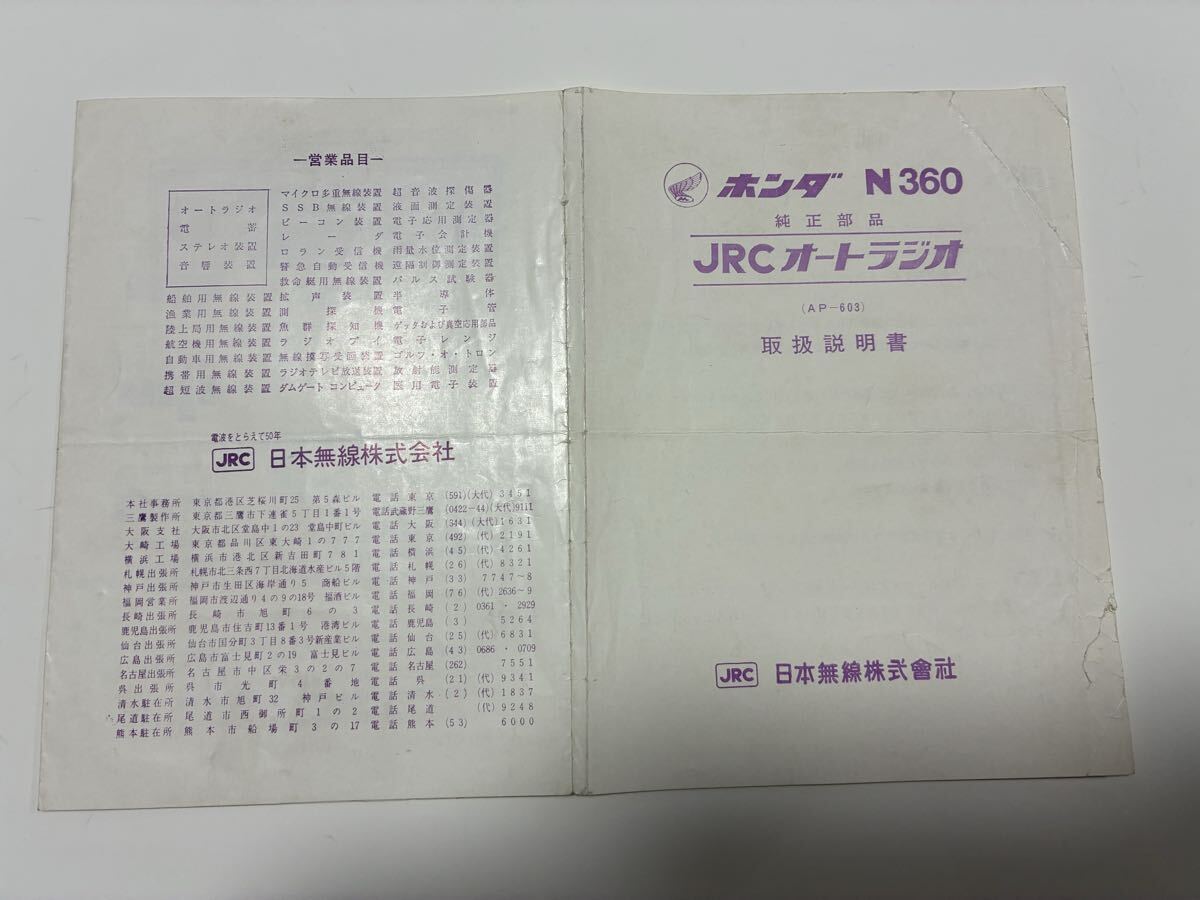 ー営業品目ー
オートラジオ
電蓄
ステレオ装置
音響装置
船舶用無線装置
漁業用無線装置
陸上局用無線装置
航空機用無線装置
自動車用無線装置
携帯用無線装置
超短波無線装置
マイクロ多重無線装置
SSB無線装置
ビーコン装置
レーダ
ロラン受信機
警急自動受信機
救命艇用無線装置
拡声装置
測探機
魚群探知機
ラジオブイ
無線模写受画装置
ラジオテレビ放送装置
ダムゲートコンピュータ
超音波探傷器
液面測定装置
電子応用測定器
電子会計機
雨量水位測定装置
遠隔制御測定装置
パルス試験器
半導体
電子管
ゲッタおよび真空応用部品
電子レンジ
ゴルフ・オ・トロン
放射能測定器
医用電子装置
電波をとらえて50年
JRC 日本無線株式会社
本社事務所 東京都港区芝桜川町25 第5森ビル 電話東京 (591)(大代)3451
三鷹製作所 東京都三鷹市下連雀5丁目1番1号 電話武蔵野三鷹 (0422-44)(大代)9111
大阪支社 大阪市北区堂島中1の23 堂島中町ビル 電話大阪 (344)(大代)1631
大崎工場 東京都品川区東大崎1の777 電話東京 (492)(代)2191
横浜工場 横浜市港北区新吉田町781 電話横浜 (45)(代)4261
札幌出張所 札幌市北三条西7丁目北海道水産ビル5階 電話札幌 (26)(代)8321
神戸出張所 神戸市生田区海岸通り5 商船ビル 電話神戸 (33) 7747~8
福岡営業所 福岡市渡辺通り4の9の18号 福酒ビル 電話福岡 (76)(代)2636~9
長崎出張所 長崎市旭町6の3 電話長崎 (2) 0361・2929
鹿児島出張所 鹿児島市住吉町13番1号 港湾ビル 電話鹿児島 (3) 5264
仙台出張所 仙台市国分町3丁目8番3号新産業ビル 電話仙台 (25)(代)6831
広島出張所 広島市富士見町2の19 富士見ビル 電話広島 (43) 0686・0709
名古屋出張所 名古屋市中区栄3の2の7 電話名古屋 (262) 7551
呉出張所 呉市光町4番地 電話呉 (21)(代)9341
清水駐在所 清水市旭町32 神戸ビル 電話清水 (2)(代)1837
尾道駐在所 尾道市西御所町1の2 電話尾道 (代)9248
熊本駐在所 熊本市船場町3の17 電話熊本 (53) 6000
ホンダ N360
純正部品
JRCオートラジオ
(AP-603)
取扱説明書
JRC 日本無線株式會社